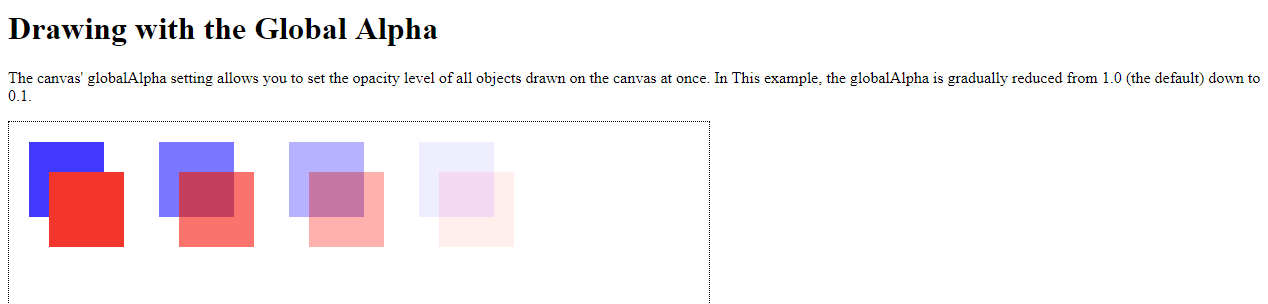 Drawing with the Global Alpha
The canvas' globalAlpha setting allows you to set the opacity level of all objects drawn on the canvas at once. In This example, the globalAlpha is gradually reduced from 1.0 (the default) down to
0.1.